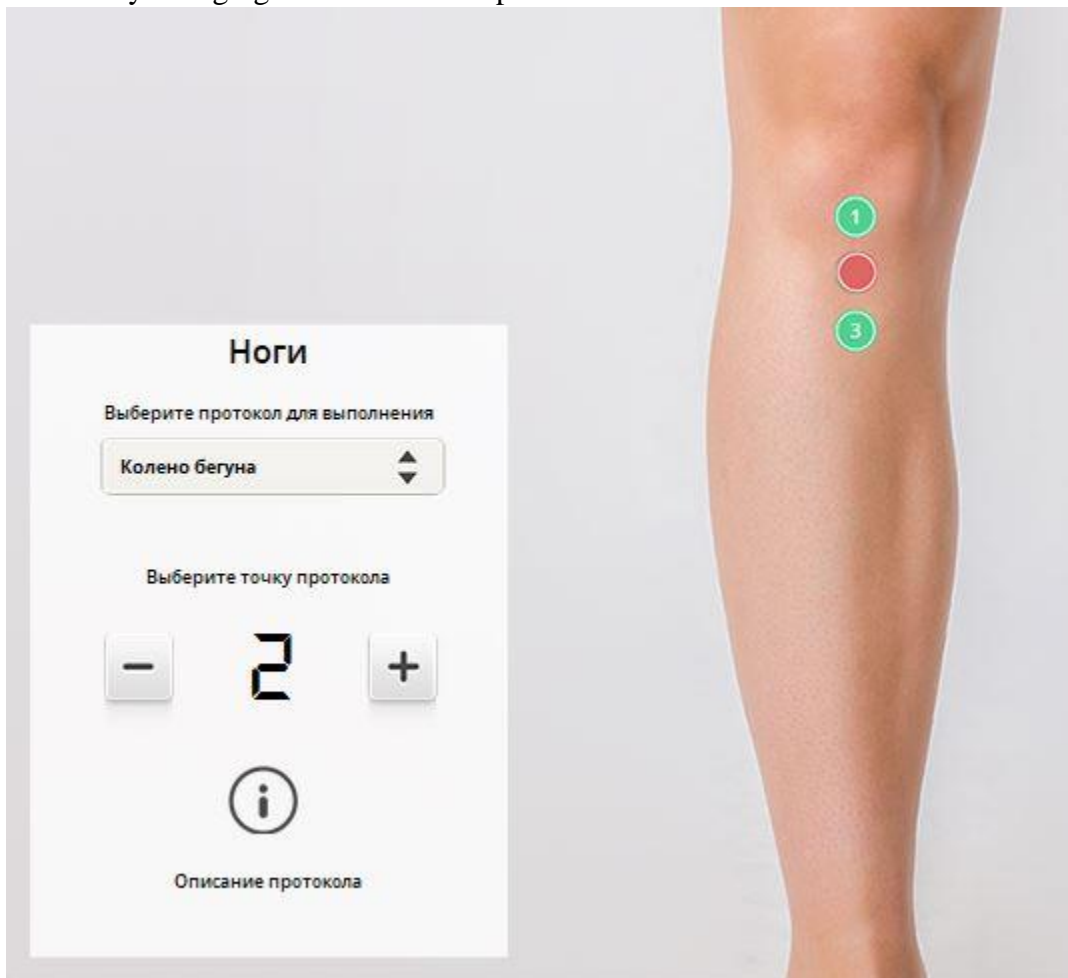 Ноги
Выберите протокол для выполнения
Колено бегуна
Выберите точку протокола
− 2 +
i
Описание протокола
1
3